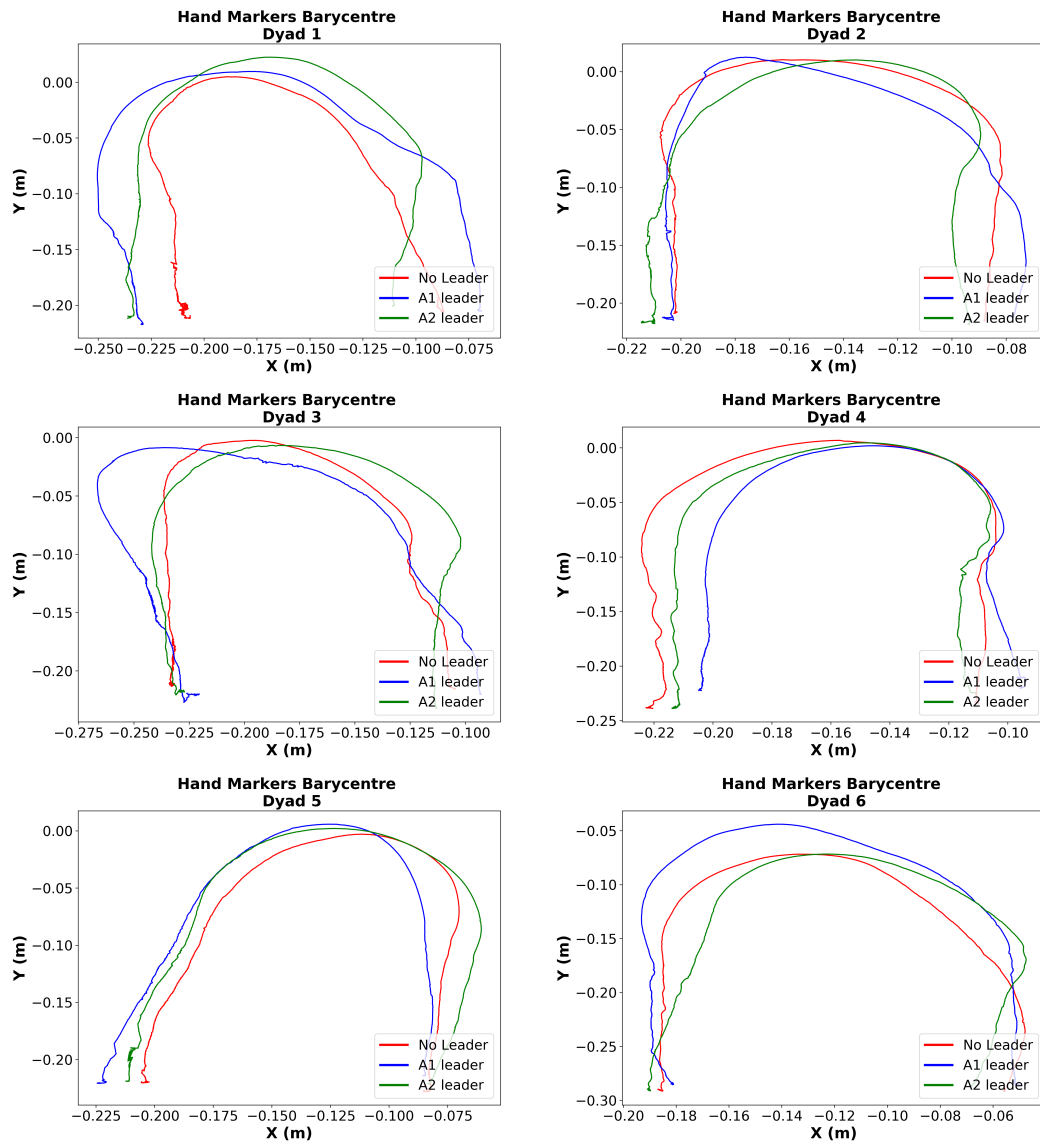 Hand Markers Barycentre
Dyad 1
0.00
−0.05
−0.10
−0.15
−0.20
Y (m)
−0.250 −0.225 −0.200 −0.175 −0.150 −0.125 −0.100 −0.075
X (m)
No Leader
A1 leader
A2 leader
Hand Markers Barycentre
Dyad 2
0.00
−0.05
−0.10
−0.15
−0.20
Y (m)
−0.22 −0.20 −0.18 −0.16 −0.14 −0.12 −0.10 −0.08
X (m)
No Leader
A1 leader
A2 leader
Hand Markers Barycentre
Dyad 3
0.00
−0.05
−0.10
−0.15
−0.20
Y (m)
−0.275 −0.250 −0.225 −0.200 −0.175 −0.150 −0.125 −0.100
X (m)
No Leader
A1 leader
A2 leader
Hand Markers Barycentre
Dyad 4
0.00
−0.05
−0.10
−0.15
−0.20
−0.25
Y (m)
−0.22 −0.20 −0.18 −0.16 −0.14 −0.12 −0.10
X (m)
No Leader
A1 leader
A2 leader
Hand Markers Barycentre
Dyad 5
0.00
−0.05
−0.10
−0.15
−0.20
Y (m)
−0.225 −0.200 −0.175 −0.150 −0.125 −0.100 −0.075
X (m)
No Leader
A1 leader
A2 leader
Hand Markers Barycentre
Dyad 6
−0.05
−0.10
−0.15
−0.20
−0.25
−0.30
Y (m)
−0.20 −0.18 −0.16 −0.14 −0.12 −0.10 −0.08 −0.06
X (m)
No Leader
A1 leader
A2 leader